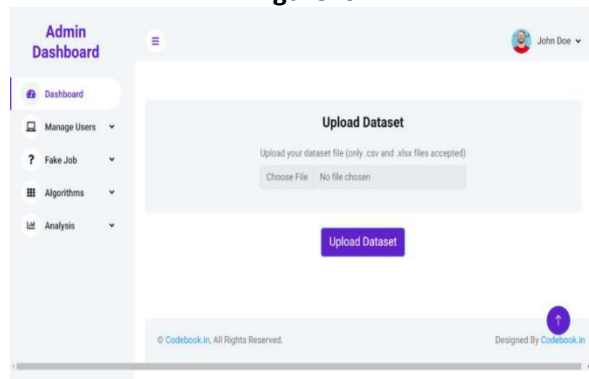 Admin
Dashboard
John Doe
Dashboard
Manage Users
Fake Job
Algorithms
Analysis
Upload Dataset
Upload your dataset file (only .csv and .xlsx files accepted)
Choose File No file chosen
Upload Dataset
© Codebook.in, All Rights Reserved.
Designed By Codebook.in